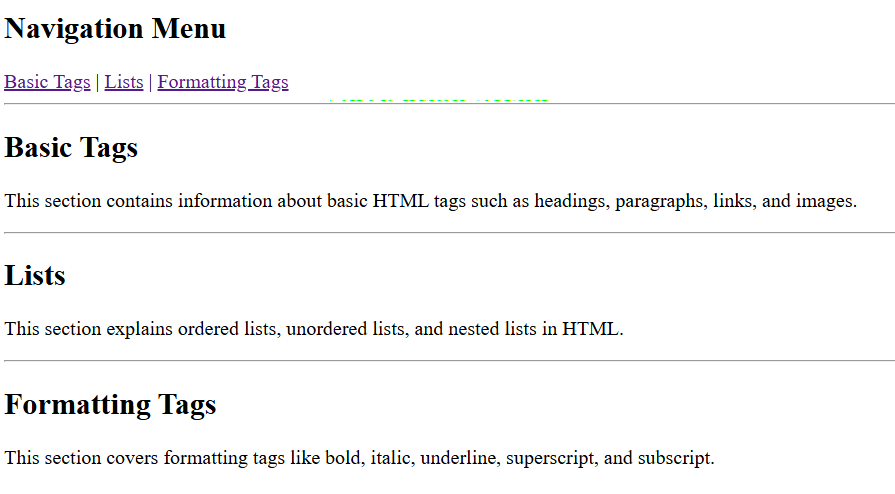 Navigation Menu
Basic Tags | Lists | Formatting Tags
Basic Tags
This section contains information about basic HTML tags such as headings, paragraphs, links, and images.
Lists
This section explains ordered lists, unordered lists, and nested lists in HTML.
Formatting Tags
This section covers formatting tags like bold, italic, underline, superscript, and subscript.